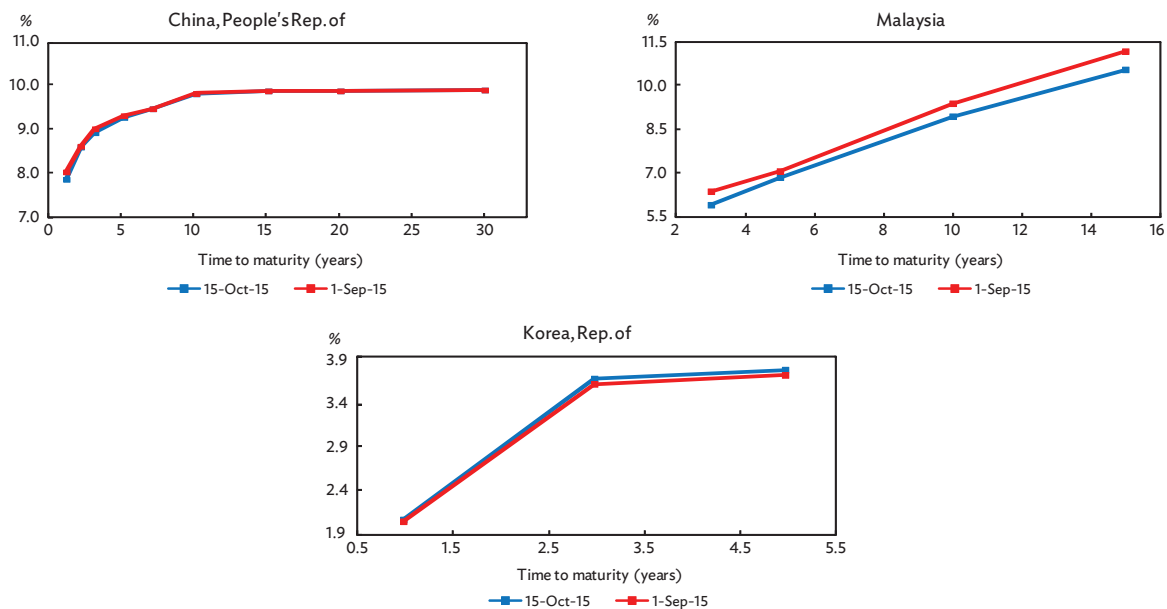 China, People's Rep. of
%
11.0
10.0
9.0
8.0
7.0
0 5 10 15 20 25 30
Time to maturity (years)
15-Oct-15 1-Sep-15
Malaysia
%
11.5
10.0
8.5
7.0
5.5
2 4 6 8 10 12 14 16
Time to maturity (years)
15-Oct-15 1-Sep-15
Korea, Rep. of
%
3.9
3.4
2.9
2.4
1.9
0.5 1.5 2.5 3.5 4.5 5.5
Time to maturity (years)
15-Oct-15 1-Sep-15